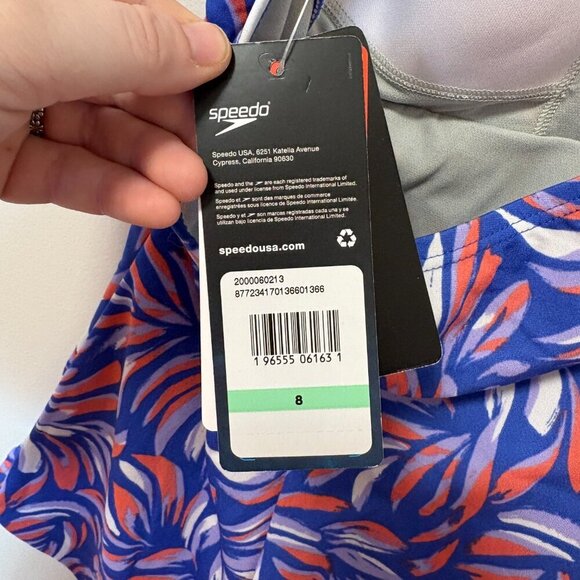 speedo
Speedo USA, 6251 Katella Avenue
Cypress, California 90630
Speedo and the are each registered trademarks of
and used under license from Speedo International Limited.
Speedo et sont des marques de commerce
enregistrées sous licence de Speedo International Limitée.
Speedo y et son marcas registradas cada una y se
utilizan bajo licencia de Speedo International Limited.
speedousa.com
2000060213
877234170136601366
1 96555 06163 1
8